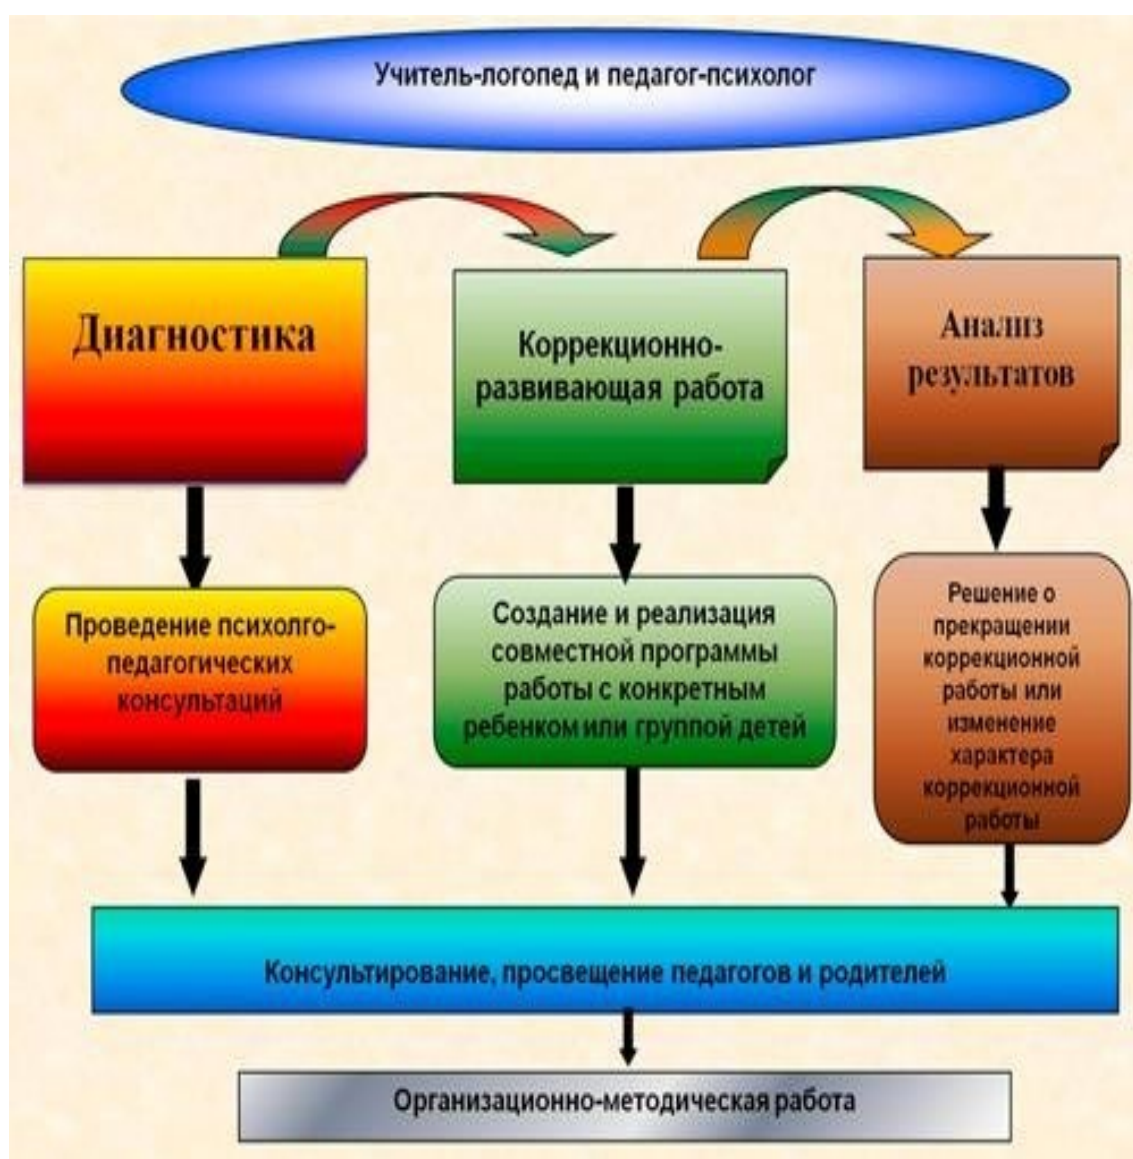 Учитель-логопед и педагог-психолог
Диагностика
Коррекционно-
развивающая работа
Анализ
результатов
Проведение психолго-
педагогических
консультаций
Создание и реализация
совместной программы
работы с конкретным
ребенком или группой детей
Решение о
прекращении
коррекционной
работы или
изменение
характера
коррекционной
работы
Консультирование, просвещение педагогов и родителей
Организационно-методическая работа